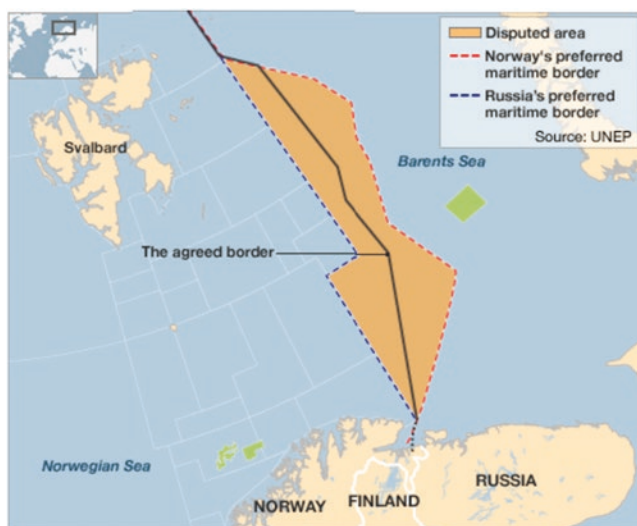 Disputed area
Norway's preferred
maritime border
Russia's preferred
maritime border
Source: UNEP
Svalbard
Barents Sea
The agreed border
Norwegian Sea
NORWAY
FINLAND
RUSSIA